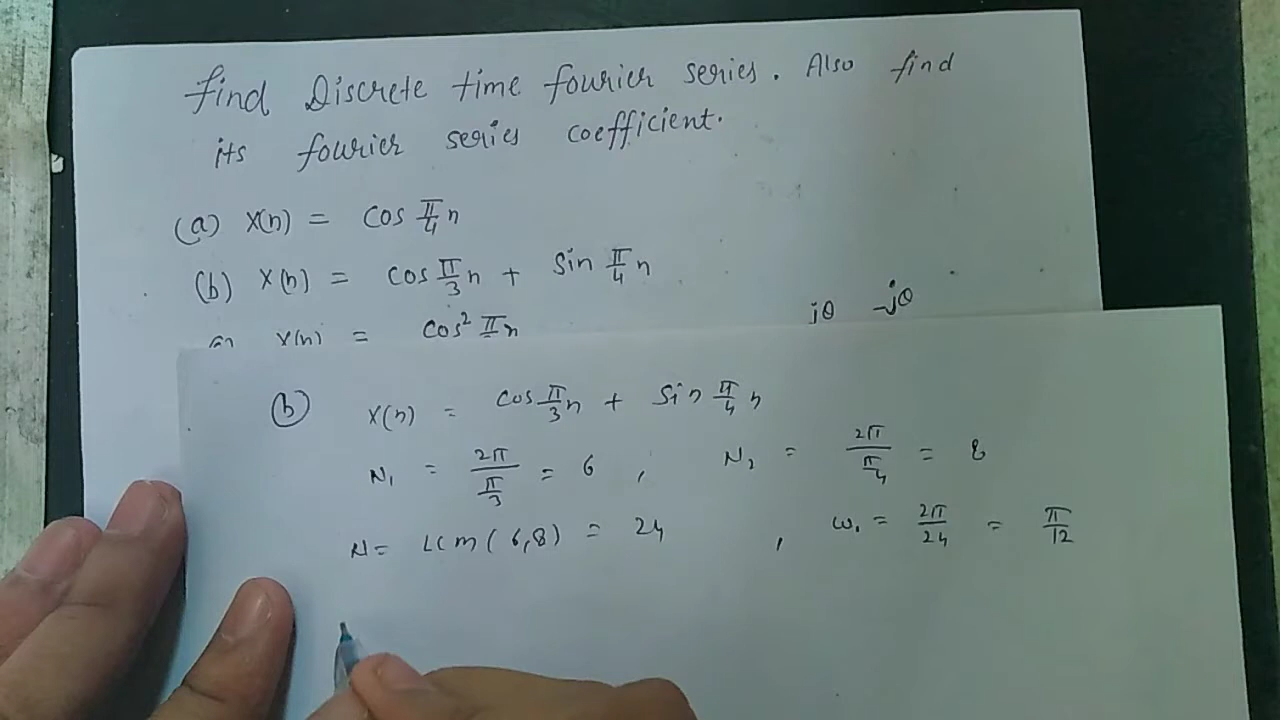 find Discrete time fourier series. Also find
its fourier series coefficient.
(a) x(n) = cos π/4 n
(b) x(n) = cos π/3 n + sin π/4 n
x(n) = cos² π n
jθ -jθ
(b) x(n) = cos π/3 n + sin π/4 n
N₁ = 2π/(π/3) = 6 , N₂ = 2π/(π/4) = 8
N = LCM(6,8) = 24 , ω₀ = 2π/24 = π/12